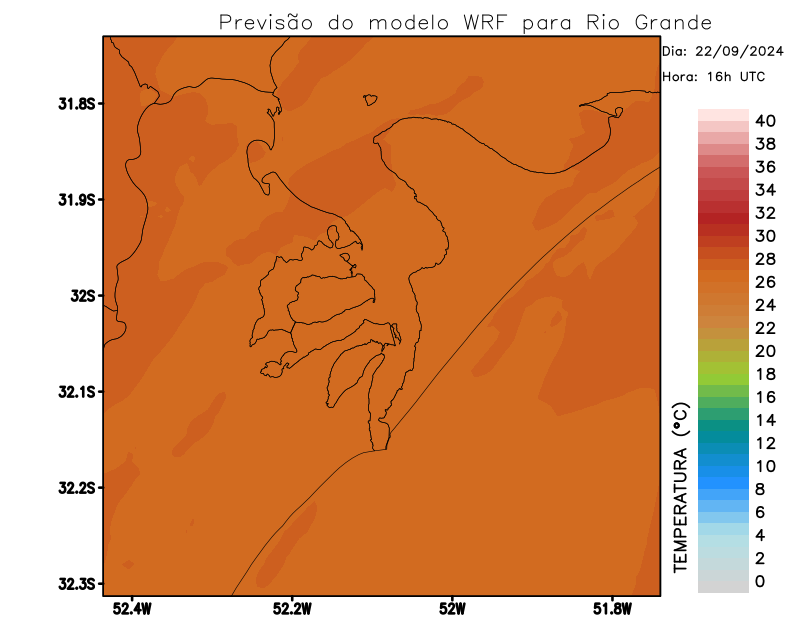 Previsão do modelo WRF para Rio Grande
Dia: 22/09/2024
Hora: 16h UTC
31.8S
31.9S
32S
32.1S
32.2S
32.3S
52.4W
52.2W
52W
51.8W
TEMPERATURA (°C)
40
38
36
34
32
30
28
26
24
22
20
18
16
14
12
10
8
6
4
2
0